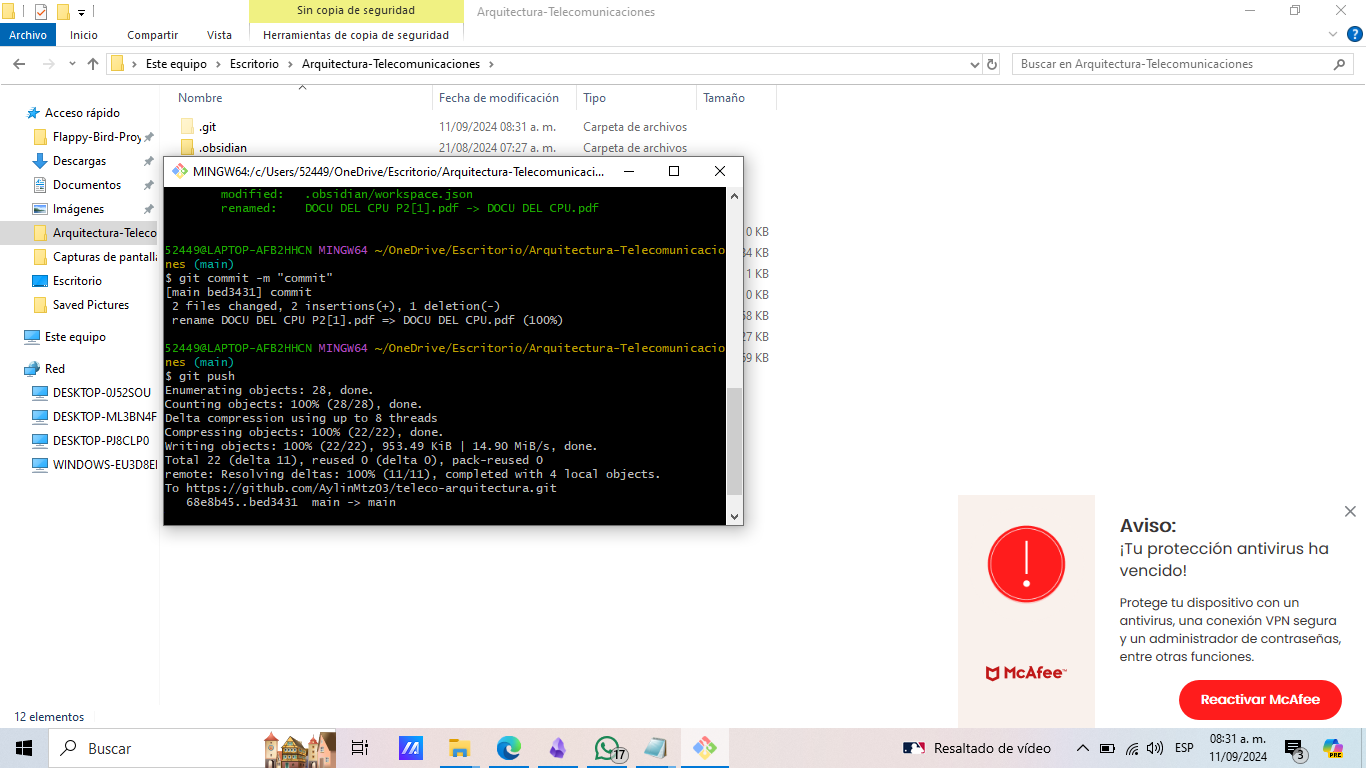 Sin copia de seguridad
Arquitectura-Telecomunicaciones
Archivo
Inicio
Compartir
Vista
Herramientas de copia de seguridad
?
Este equipo
Escritorio
Arquitectura-Telecomunicaciones
Buscar en Arquitectura-Telecomunicaciones
Acceso rápido
Flappy-Bird-Proy
Descargas
Documentos
Imágenes
Arquitectura-Teleco
Capturas de pantalla
Escritorio
Saved Pictures
Este equipo
Red
DESKTOP-0J52SOU
DESKTOP-ML3BN4F
DESKTOP-PJ8CLP0
WINDOWS-EU3D8EI
Nombre
Fecha de modificación
Tipo
Tamaño
.git
11/09/2024 08:31 a. m.
Carpeta de archivos
.obsidian
21/08/2024 07:27 a. m.
Carpeta de archivos
0 KB
34 KB
1 KB
0 KB
58 KB
27 KB
59 KB
MINGW64:/c/Users/52449/OneDrive/Escritorio/Arquitectura-Telecomunicaci...
modified:   .obsidian/workspace.json
renamed:    DOCU DEL CPU P2[1].pdf -> DOCU DEL CPU.pdf
52449@LAPTOP-AFB2HHCN MINGW64 ~/OneDrive/Escritorio/Arquitectura-Telecomunicacio
nes (main)
$ git commit -m "commit"
[main bed3431] commit
2 files changed, 2 insertions(+), 1 deletion(-)
rename DOCU DEL CPU P2[1].pdf => DOCU DEL CPU.pdf (100%)
52449@LAPTOP-AFB2HHCN MINGW64 ~/OneDrive/Escritorio/Arquitectura-Telecomunicacio
nes (main)
$ git push
Enumerating objects: 28, done.
Counting objects: 100% (28/28), done.
Delta compression using up to 8 threads
Compressing objects: 100% (22/22), done.
Writing objects: 100% (22/22), 953.49 KiB | 14.90 MiB/s, done.
Total 22 (delta 11), reused 0 (delta 0), pack-reused 0
remote: Resolving deltas: 100% (11/11), completed with 4 local objects.
To https://github.com/AylinMtz03/teleco-arquitectura.git
68e8b45..bed3431  main -> main
Aviso:
¡Tu protección antivirus ha
vencido!
Protege tu dispositivo con un
antivirus, una conexión VPN segura
y un administrador de contraseñas,
entre otras funciones.
McAfee™
Reactivar McAfee
12 elementos
Buscar
17
Resaltado de vídeo
ESP
08:31 a. m.
11/09/2024
3
PRE